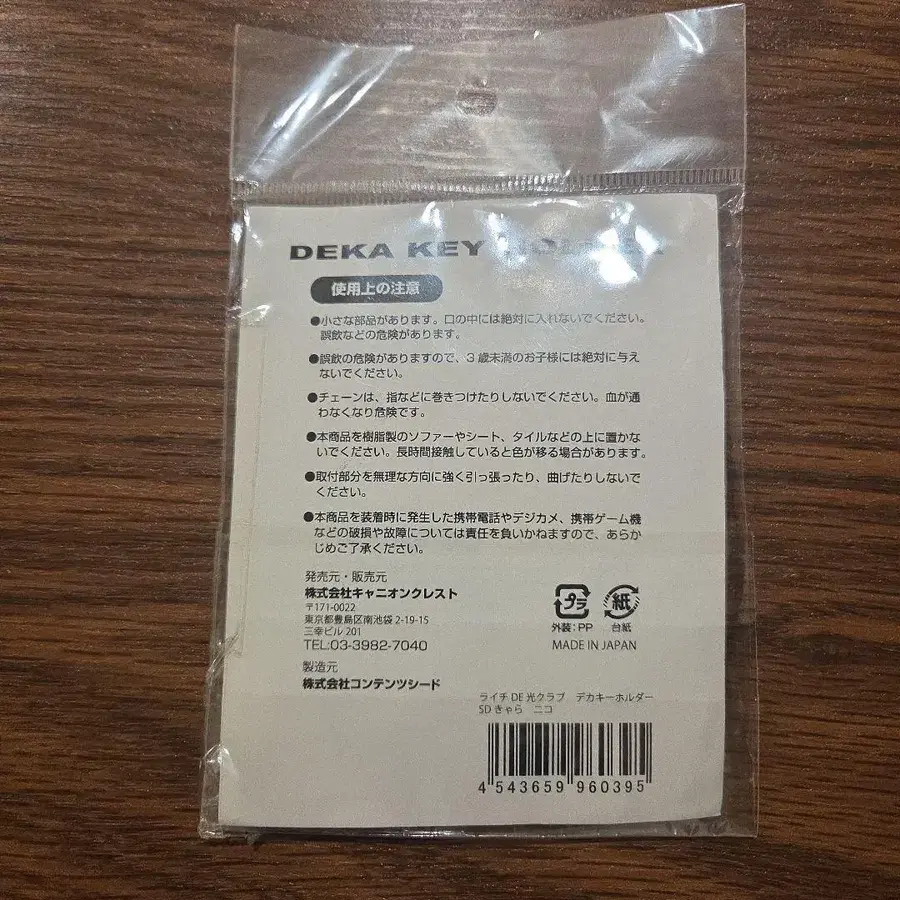 DEKA KEY
使用上の注意
●小さな部品があります。口の中には絶対に入れないでください。
誤飲などの危険があります。
●誤飲の危険がありますので、3歳未満のお子様には絶対に与え
ないでください。
●チェーンは、指などに巻きつけたりしないでください。血が通
わなくなり危険です。
●本商品を樹脂製のソファーやシート、タイルなどの上に置かな
いでください。長時間接触していると色が移る場合があります。
●取付部分を無理な方向に強く引っ張ったり、曲げたりしないで
ください。
●本商品を装着時に発生した携帯電話やデジカメ、携帯ゲーム機
などの破損や故障については責任を負いかねますので、あらか
じめご了承ください。
発売元・販売元
株式会社キャニオンクレスト
〒171-0022
東京都豊島区南池袋 2-19-15
三幸ビル 201
TEL:03-3982-7040
製造元
株式会社コンテンツシード
プラ
紙
外装:PP
台紙
MADE IN JAPAN
ライチ DE 光クラブ デカキーホルダー
SD きゃら ニコ
4 543659 960395